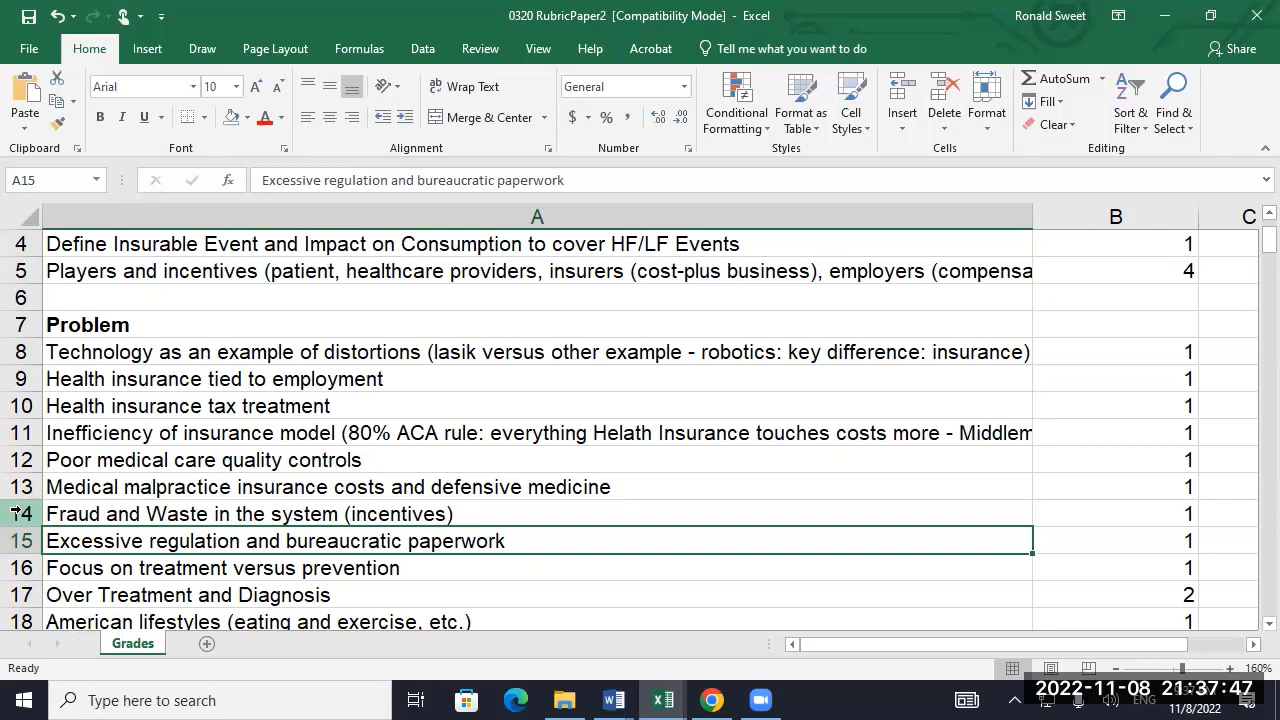 0320 RubricPaper2 [Compatibility Mode] - Excel
Ronald Sweet
File Home Insert Draw Page Layout Formulas Data Review View Help Acrobat Tell me what you want to do Share
Paste
Arial 10
B I U
Wrap Text
Merge & Center
General
$ % ,
Conditional Formatting
Format as Table
Cell Styles
Insert
Delete
Format
AutoSum
Fill
Clear
Sort & Filter
Find & Select
Clipboard Font Alignment Number Styles Cells Editing
A15 fx Excessive regulation and bureaucratic paperwork
A B C
4 Define Insurable Event and Impact on Consumption to cover HF/LF Events 1
5 Players and incentives (patient, healthcare providers, insurers (cost-plus business), employers (compensa 4
6
7 Problem
8 Technology as an example of distortions (lasik versus other example - robotics: key difference: insurance) 1
9 Health insurance tied to employment 1
10 Health insurance tax treatment 1
11 Inefficiency of insurance model (80% ACA rule: everything Helath Insurance touches costs more - Middlem 1
12 Poor medical care quality controls 1
13 Medical malpractice insurance costs and defensive medicine 1
14 Fraud and Waste in the system (incentives) 1
15 Excessive regulation and bureaucratic paperwork 1
16 Focus on treatment versus prevention 1
17 Over Treatment and Diagnosis 2
18 American lifestyles (eating and exercise, etc.) 1
Grades
Ready
160%
Type here to search
2022-11-08 21:37:47
ENG
11/8/2022